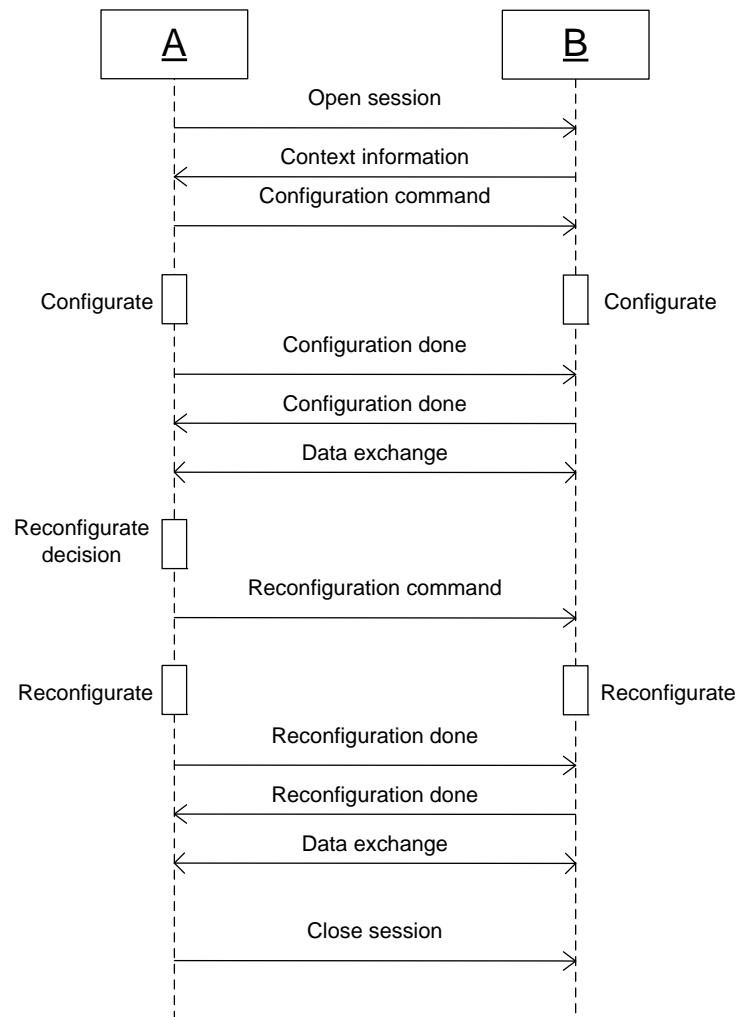 A
B
Open session
Context information
Configuration command
Configurate
Configurate
Configuration done
Configuration done
Data exchange
Reconfigurate
decision
Reconfiguration command
Reconfigurate
Reconfigurate
Reconfiguration done
Reconfiguration done
Data exchange
Close session